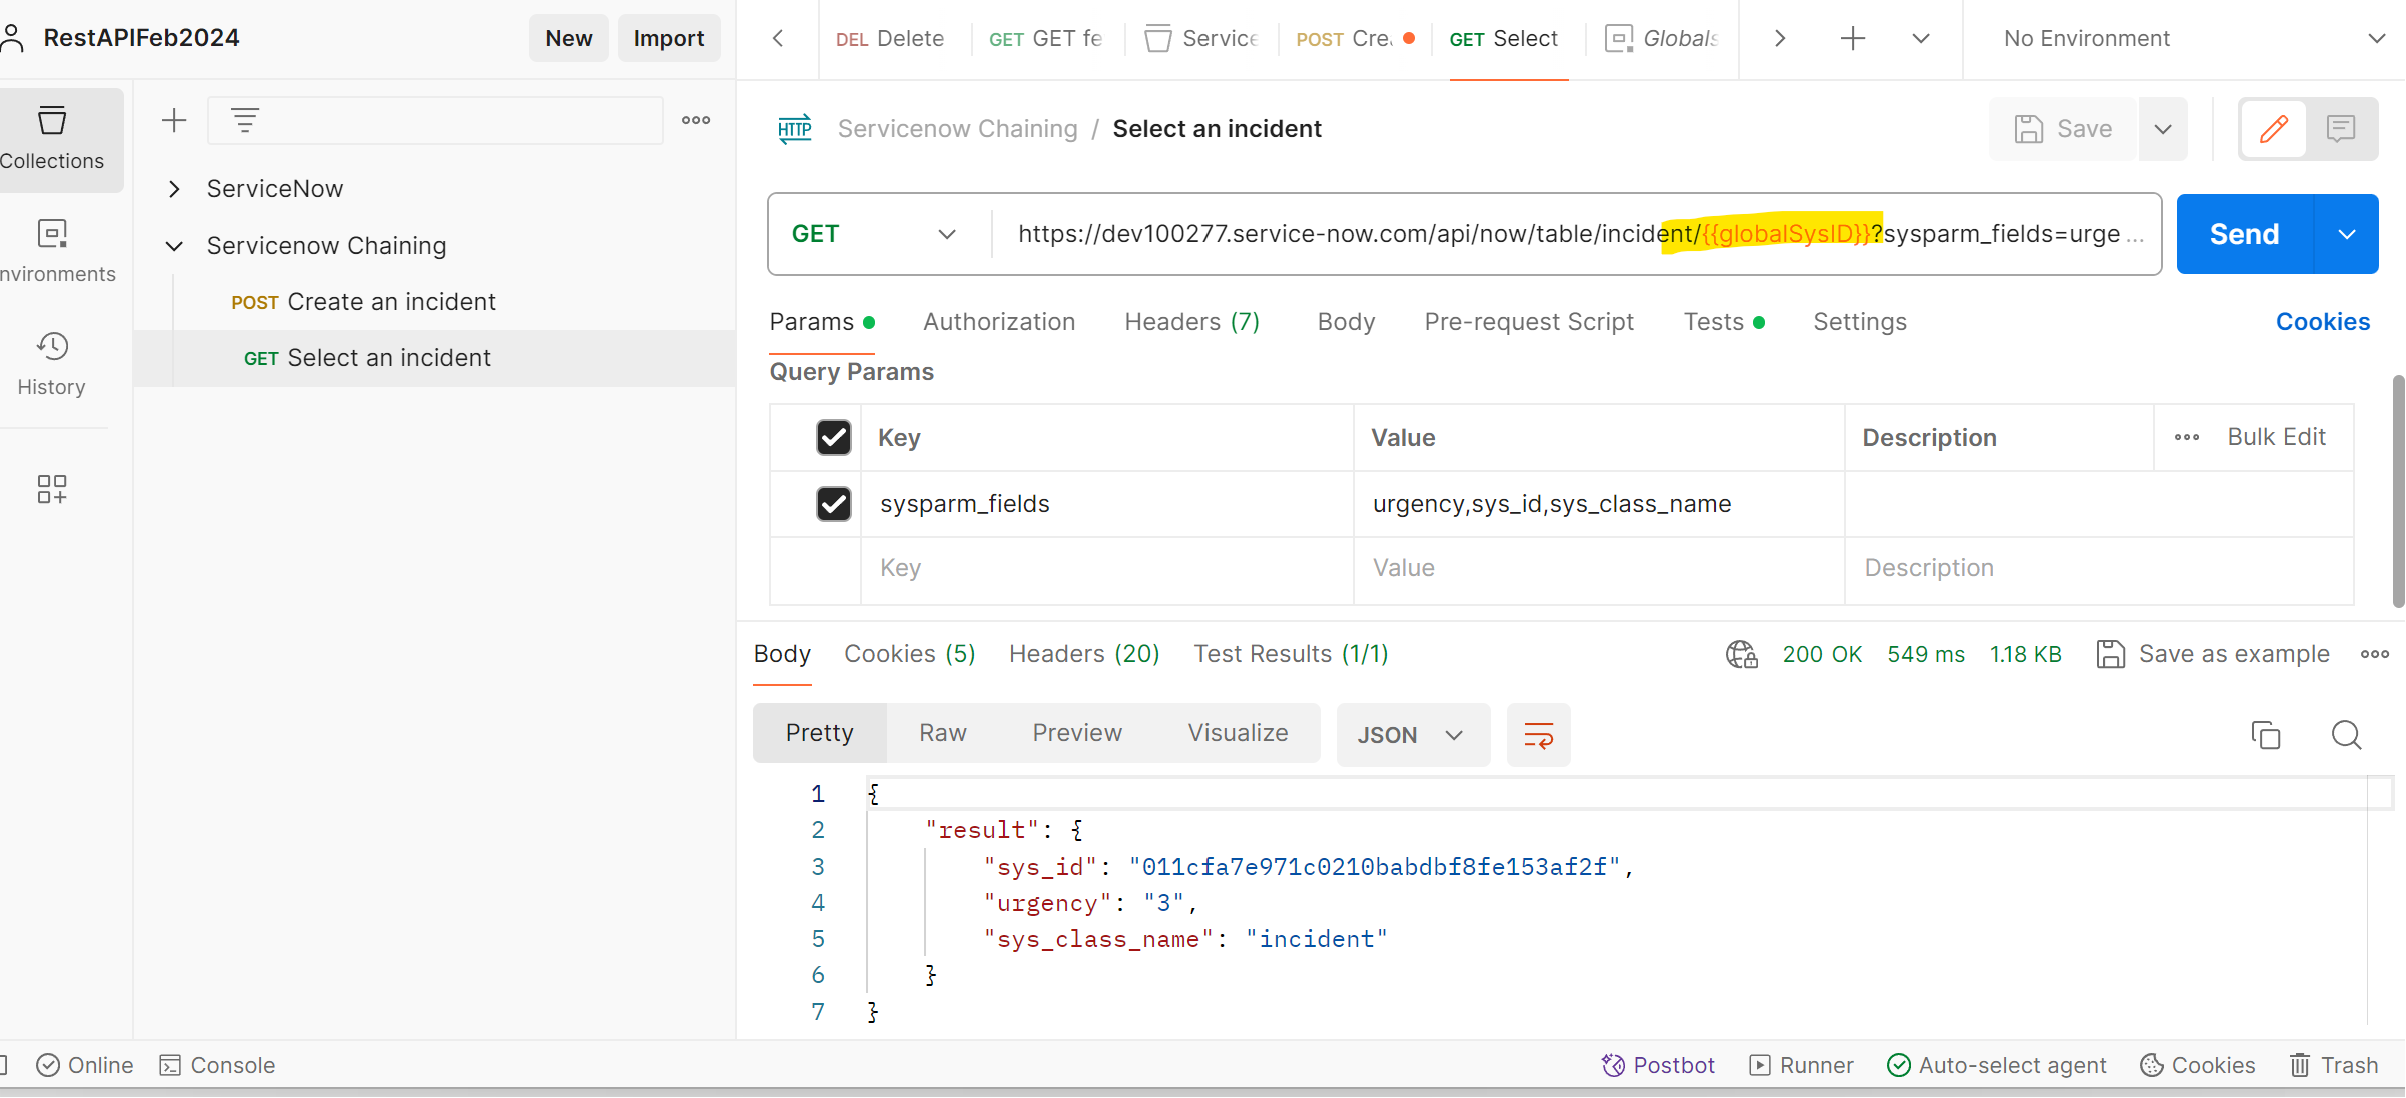 RestAPIFeb2024
New
Import
DEL Delete
GET GET fe
Service
POST Cre
GET Select
Globals
No Environment
Collections
ServiceNow
Servicenow Chaining
POST Create an incident
GET Select an incident
nvironments
History
HTTP
Servicenow Chaining / Select an incident
Save
GET
https://dev100277.service-now.com/api/now/table/incident/{{globalSysID}}?sysparm_fields=urge ...
Send
Params
Authorization
Headers (7)
Body
Pre-request Script
Tests
Settings
Cookies
Query Params
Key
Value
Description
Bulk Edit
sysparm_fields
urgency,sys_id,sys_class_name
Key
Value
Description
Body
Cookies (5)
Headers (20)
Test Results (1/1)
200 OK
549 ms
1.18 KB
Save as example
Pretty
Raw
Preview
Visualize
JSON
1 {
2 "result": {
3 "sys_id": "011cfa7e971c0210babdbf8fe153af2f",
4 "urgency": "3",
5 "sys_class_name": "incident"
6 }
7 }
Online
Console
Postbot
Runner
Auto-select agent
Cookies
Trash